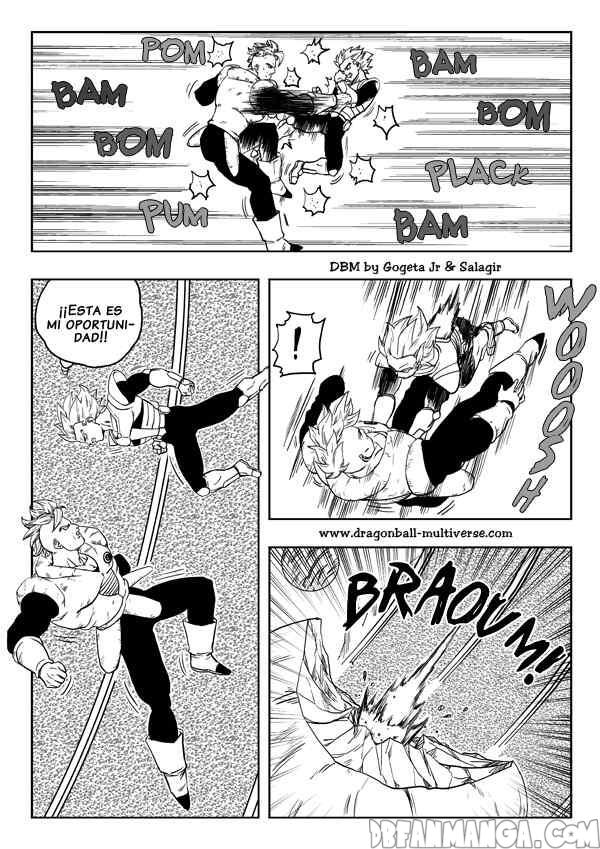 POM
BAM
BOM
PUM
BAM
BOM
PLACK
BAM
DBM by Gogeta Jr & Salagir
¡¡ESTA ES
MI OPORTUNI-
DAD!!
!
WOOOSH
www.dragonball-multiverse.com
BRAOUM!
DBFANMANGA.COM